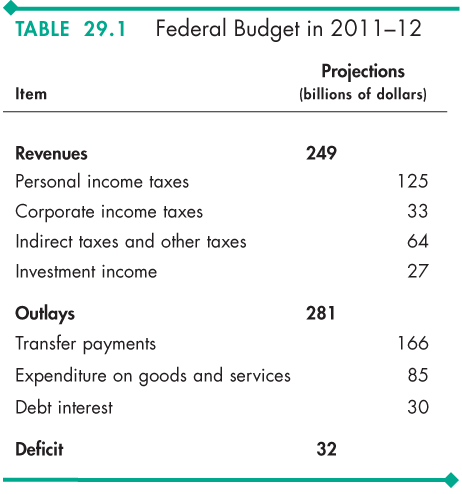 TABLE 29.1 Federal Budget in 2011–12
Projections
Item (billions of dollars)
Revenues 249
Personal income taxes 125
Corporate income taxes 33
Indirect taxes and other taxes 64
Investment income 27
Outlays 281
Transfer payments 166
Expenditure on goods and services 85
Debt interest 30
Deficit 32